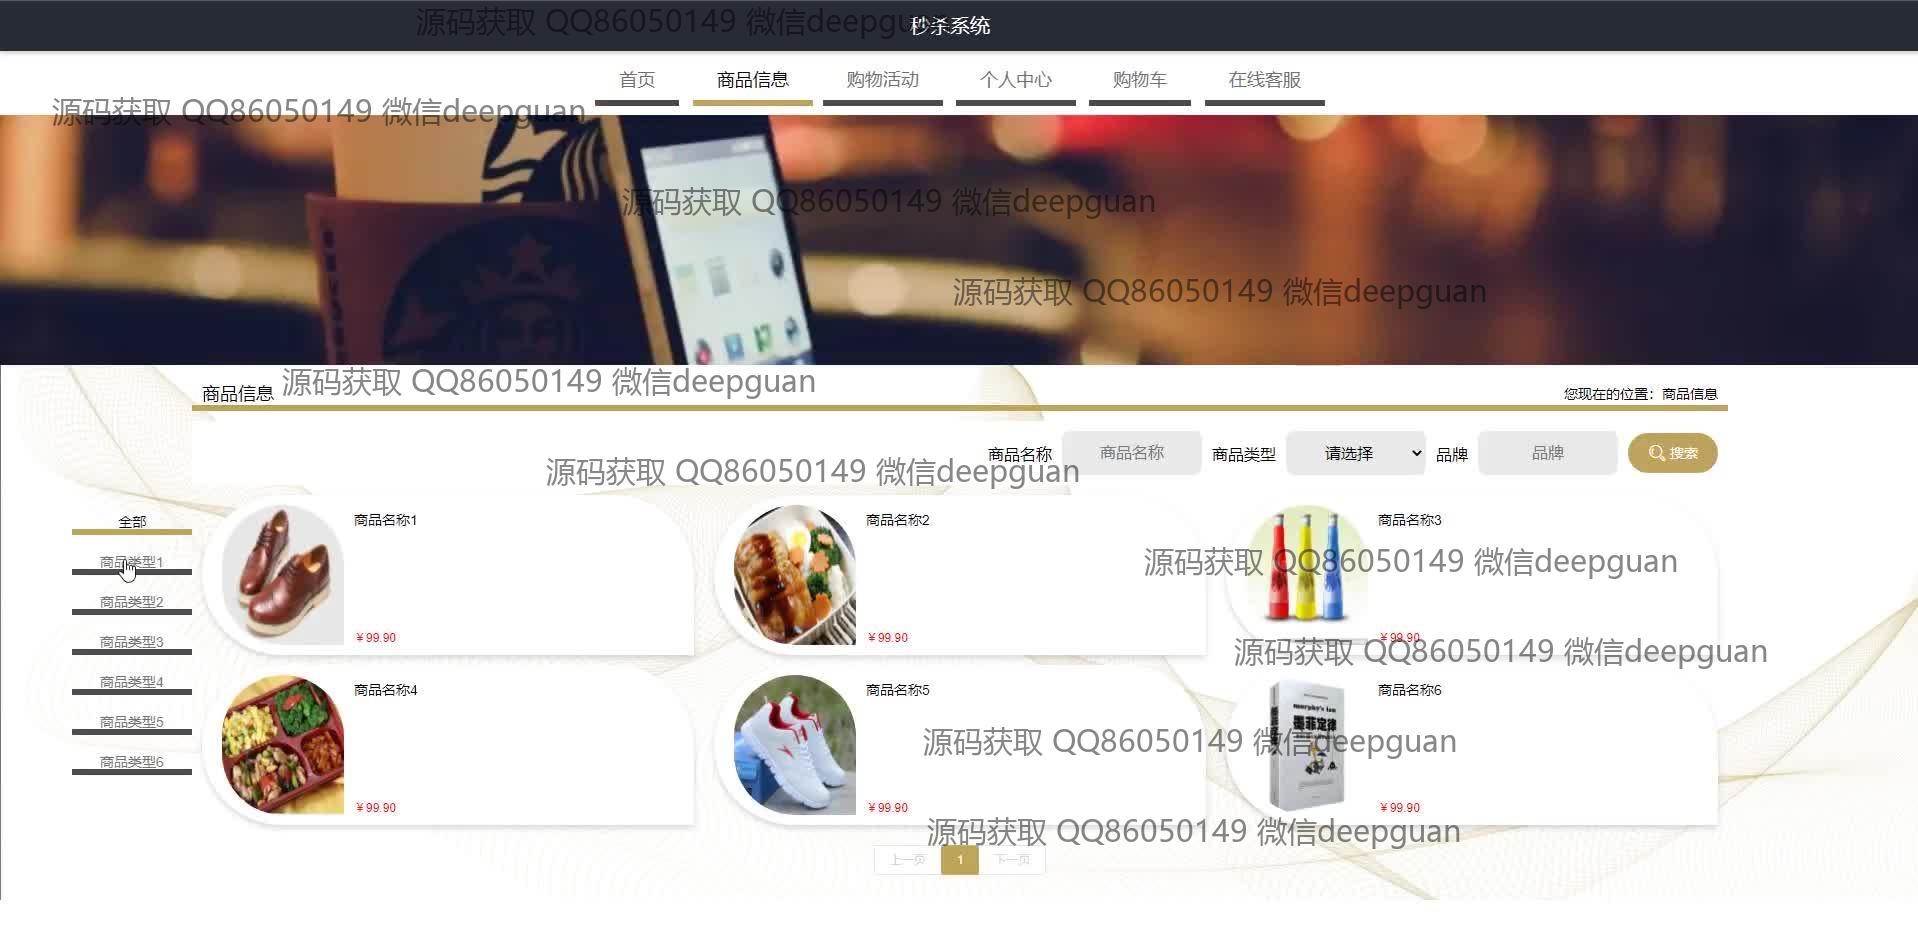 源码获取 QQ86050149 微信deepguan
秒杀系统
首页 商品信息 购物活动 个人中心 购物车 在线客服
源码获取 QQ86050149 微信deepguan
源码获取 QQ86050149 微信deepguan
源码获取 QQ86050149 微信deepguan
商品信息
源码获取 QQ86050149 微信deepguan
您现在的位置：商品信息
商品名称 商品名称 商品类型 请选择 品牌 品牌 搜索
源码获取 QQ86050149 微信deepguan
全部
商品类型1
商品类型2
商品类型3
商品类型4
商品类型5
商品类型6
商品名称1
￥99.90
商品名称2
￥99.90
商品名称3
￥99.90
源码获取 QQ86050149 微信deepguan
源码获取 QQ86050149 微信deepguan
商品名称4
￥99.90
商品名称5
￥99.90
商品名称6
murphy's law
墨菲定律
￥99.90
源码获取 QQ86050149 微信deepguan
源码获取 QQ86050149 微信deepguan
上一页 1 下一页